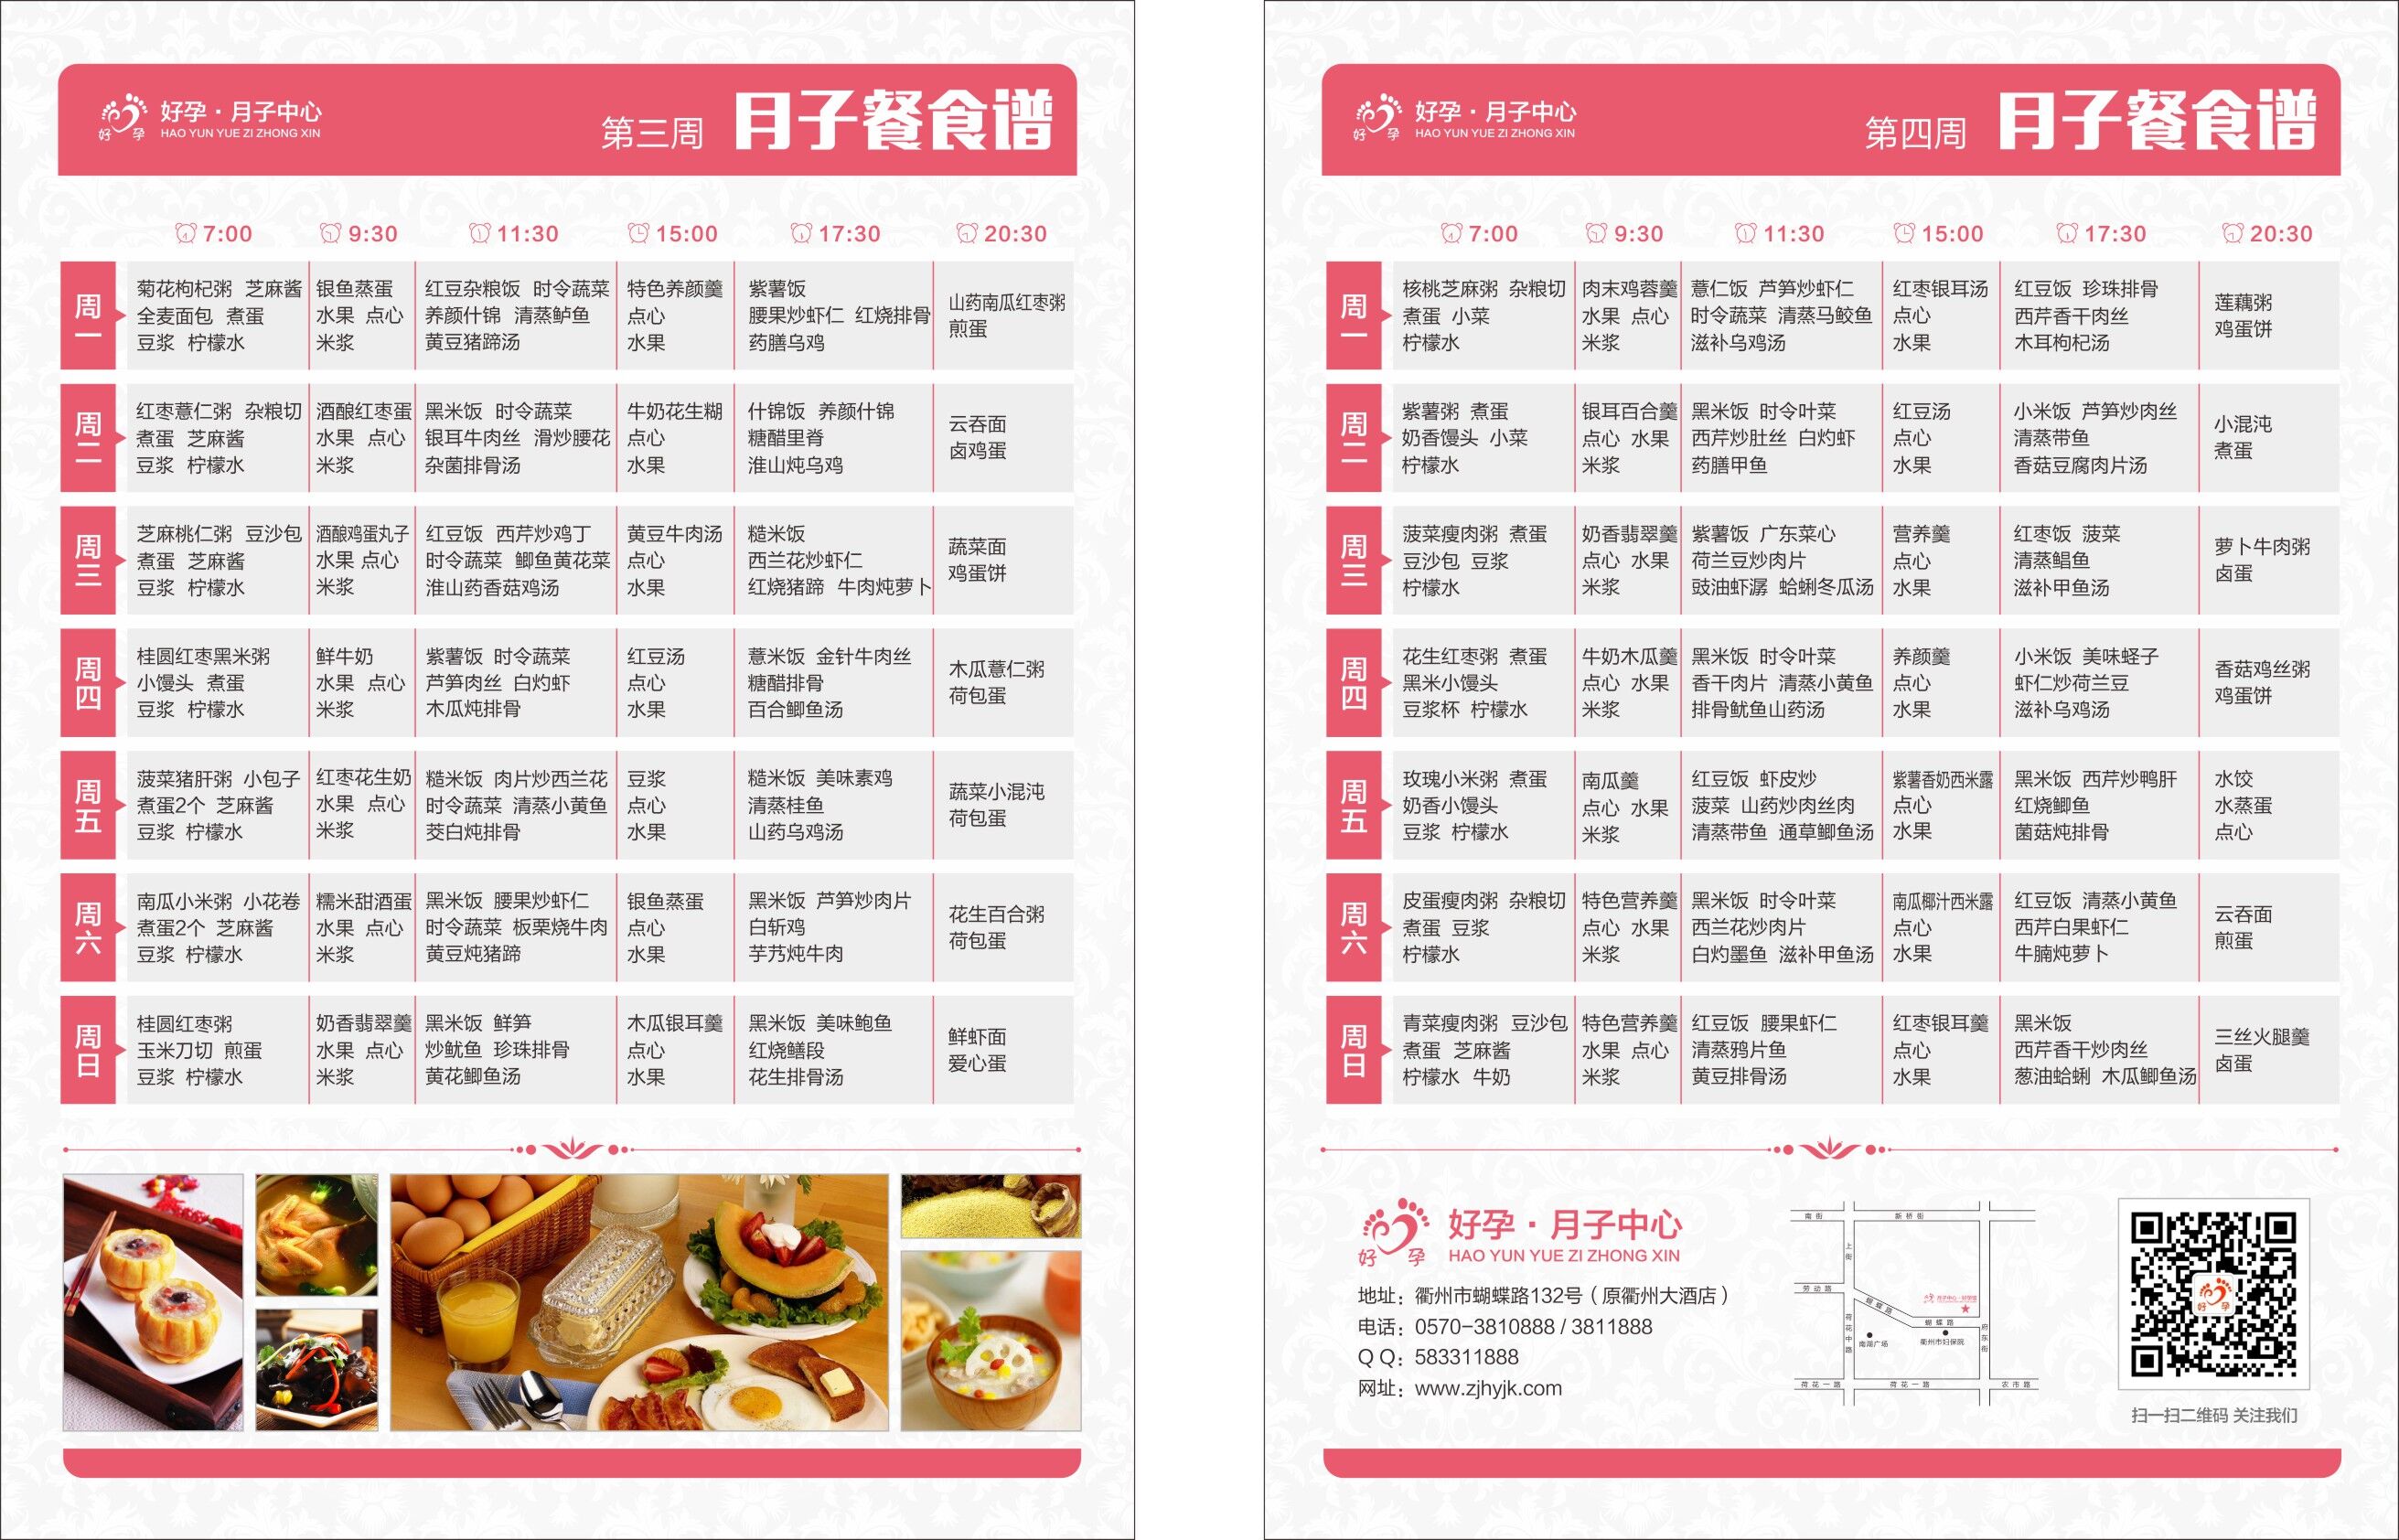 好孕·月子中心
HAO YUN YUE ZI ZHONG XIN
好 孕
第三周 月子餐食谱
7:00 9:30 11:30 15:00 17:30 20:30
周一
菊花枸杞粥 芝麻酱
全麦面包 煮蛋
豆浆 柠檬水
银鱼蒸蛋
水果 点心
米浆
红豆杂粮饭 时令蔬菜
养颜什锦 清蒸鲈鱼
黄豆猪蹄汤
特色养颜羹
点心
水果
紫薯饭
腰果炒虾仁 红烧排骨
药膳乌鸡
山药南瓜红枣粥
煎蛋
周二
红枣薏仁粥 杂粮切
煮蛋 芝麻酱
豆浆 柠檬水
酒酿红枣蛋
水果 点心
米浆
黑米饭 时令蔬菜
银耳牛肉丝 滑炒腰花
杂菌排骨汤
牛奶花生糊
点心
水果
什锦饭 养颜什锦
糖醋里脊
淮山炖乌鸡
云吞面
卤鸡蛋
周三
芝麻桃仁粥 豆沙包
煮蛋 芝麻酱
豆浆 柠檬水
酒酿鸡蛋丸子
水果 点心
米浆
红豆饭 西芹炒鸡丁
时令蔬菜 鲫鱼黄花菜
淮山药香菇鸡汤
黄豆牛肉汤
点心
水果
糙米饭
西兰花炒虾仁
红烧猪蹄 牛肉炖萝卜
蔬菜面
鸡蛋饼
周四
桂圆红枣黑米粥
小馒头 煮蛋
豆浆 柠檬水
鲜牛奶
水果 点心
米浆
紫薯饭 时令蔬菜
芦笋肉丝 白灼虾
木瓜炖排骨
红豆汤
点心
水果
薏米饭 金针牛肉丝
糖醋排骨
百合鲫鱼汤
木瓜薏仁粥
荷包蛋
周五
菠菜猪肝粥 小包子
煮蛋2个 芝麻酱
豆浆 柠檬水
红枣花生奶
水果 点心
米浆
糙米饭 肉片炒西兰花
时令蔬菜 清蒸小黄鱼
茭白炖排骨
豆浆
点心
水果
糙米饭 美味素鸡
清蒸桂鱼
山药乌鸡汤
蔬菜小混沌
荷包蛋
周六
南瓜小米粥 小花卷
煮蛋2个 芝麻酱
豆浆 柠檬水
糯米甜酒蛋
水果 点心
米浆
黑米饭 腰果炒虾仁
时令蔬菜 板栗烧牛肉
黄豆炖猪蹄
银鱼蒸蛋
点心
水果
黑米饭 芦笋炒肉片
白斩鸡
芋艿炖牛肉
花生百合粥
荷包蛋
周日
桂圆红枣粥
玉米刀切 煎蛋
豆浆 柠檬水
奶香翡翠羹
水果 点心
米浆
黑米饭 鲜笋
炒鱿鱼 珍珠排骨
黄花鲫鱼汤
木瓜银耳羹
点心
水果
黑米饭 美味鲍鱼
红烧鳝段
花生排骨汤
鲜虾面
爱心蛋
好孕·月子中心
HAO YUN YUE ZI ZHONG XIN
好 孕
第四周 月子餐食谱
7:00 9:30 11:30 15:00 17:30 20:30
周一
核桃芝麻粥 杂粮切
煮蛋 小菜
柠檬水
肉末鸡蓉羹
水果 点心
米浆
薏仁饭 芦笋炒虾仁
时令蔬菜 清蒸马鲛鱼
滋补乌鸡汤
红枣银耳汤
点心
水果
红豆饭 珍珠排骨
西芹香干肉丝
木耳枸杞汤
莲藕粥
鸡蛋饼
周二
紫薯粥 煮蛋
奶香馒头 小菜
柠檬水
银耳百合羹
点心 水果
米浆
黑米饭 时令叶菜
西芹炒肚丝 白灼虾
药膳甲鱼
红豆汤
点心
水果
小米饭 芦笋炒肉丝
清蒸带鱼
香菇豆腐肉片汤
小混沌
煮蛋
周三
菠菜瘦肉粥 煮蛋
豆沙包 豆浆
柠檬水
奶香翡翠羹
点心 水果
米浆
紫薯饭 广东菜心
荷兰豆炒肉片
豉油虾潺 蛤蜊冬瓜汤
营养羹
点心
水果
红枣饭 菠菜
清蒸鲳鱼
滋补甲鱼汤
萝卜牛肉粥
卤蛋
周四
花生红枣粥 煮蛋
黑米小馒头
豆浆杯 柠檬水
牛奶木瓜羹
点心 水果
米浆
黑米饭 时令叶菜
香干肉片 清蒸小黄鱼
排骨鱿鱼山药汤
养颜羹
点心
水果
小米饭 美味蛏子
虾仁炒荷兰豆
滋补乌鸡汤
香菇鸡丝粥
鸡蛋饼
周五
玫瑰小米粥 煮蛋
奶香小馒头
豆浆 柠檬水
南瓜羹
点心 水果
米浆
红豆饭 虾皮炒
菠菜 山药炒肉丝肉
清蒸带鱼 通草鲫鱼汤
紫薯香奶西米露
点心
水果
黑米饭 西芹炒鸭肝
红烧鲫鱼
菌菇炖排骨
水饺
水蒸蛋
点心
周六
皮蛋瘦肉粥 杂粮切
煮蛋 豆浆
柠檬水
特色营养羹
点心 水果
米浆
黑米饭 时令叶菜
西兰花炒肉片
白灼墨鱼 滋补甲鱼汤
南瓜椰汁西米露
点心
水果
红豆饭 清蒸小黄鱼
西芹白果虾仁
牛腩炖萝卜
云吞面
煎蛋
周日
青菜瘦肉粥 豆沙包
煮蛋 芝麻酱
柠檬水 牛奶
特色营养羹
水果 点心
米浆
红豆饭 腰果虾仁
清蒸鸦片鱼
黄豆排骨汤
红枣银耳羹
点心
水果
黑米饭
西芹香干炒肉丝
葱油蛤蜊 木瓜鲫鱼汤
三丝火腿羹
卤蛋
好孕·月子中心
HAO YUN YUE ZI ZHONG XIN
好 孕
地址：衢州市蝴蝶路132号（原衢州大酒店）
电话：0570-3810888 / 3811888
Q Q：583311888
网址：www.zjhyjk.com
南街 新桥街
上街
劳动路
蝴蝶路
蝴蝶路
荷花中路
南湖广场
衢州市妇保院
府东街
荷花一路 荷花一路 农市路
好 孕
扫一扫二维码 关注我们